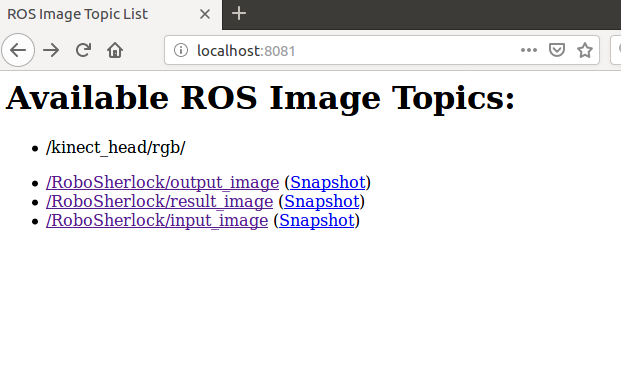 ROS Image Topic List
localhost:8081
Available ROS Image Topics:
/kinect_head/rgb/
/RoboSherlock/output_image (Snapshot)
/RoboSherlock/result_image (Snapshot)
/RoboSherlock/input_image (Snapshot)